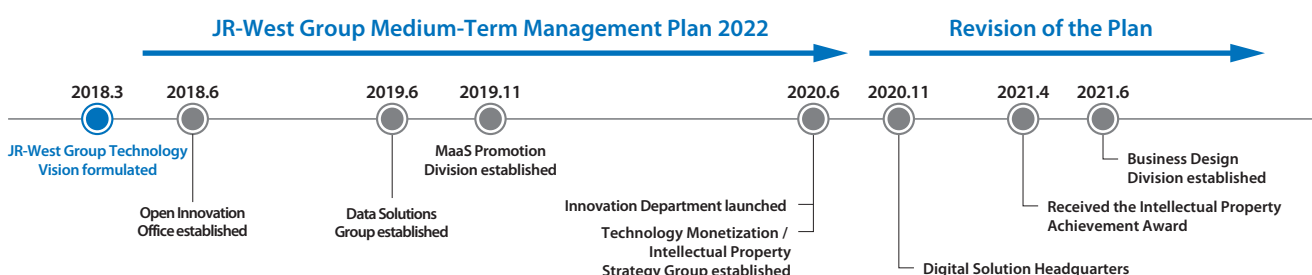 JR-West Group Medium-Term Management Plan 2022
Revision of the Plan
2018.3
2018.6
2019.6
2019.11
2020.6
2020.11
2021.4
2021.6
JR-West Group Technology
Vision formulated
Open Innovation
Office established
Data Solutions
Group established
MaaS Promotion
Division established
Innovation Department launched
Technology Monetization /
Intellectual Property
Strategy Group established
Digital Solution Headquarters
Received the Intellectual Property
Achievement Award
Business Design
Division established